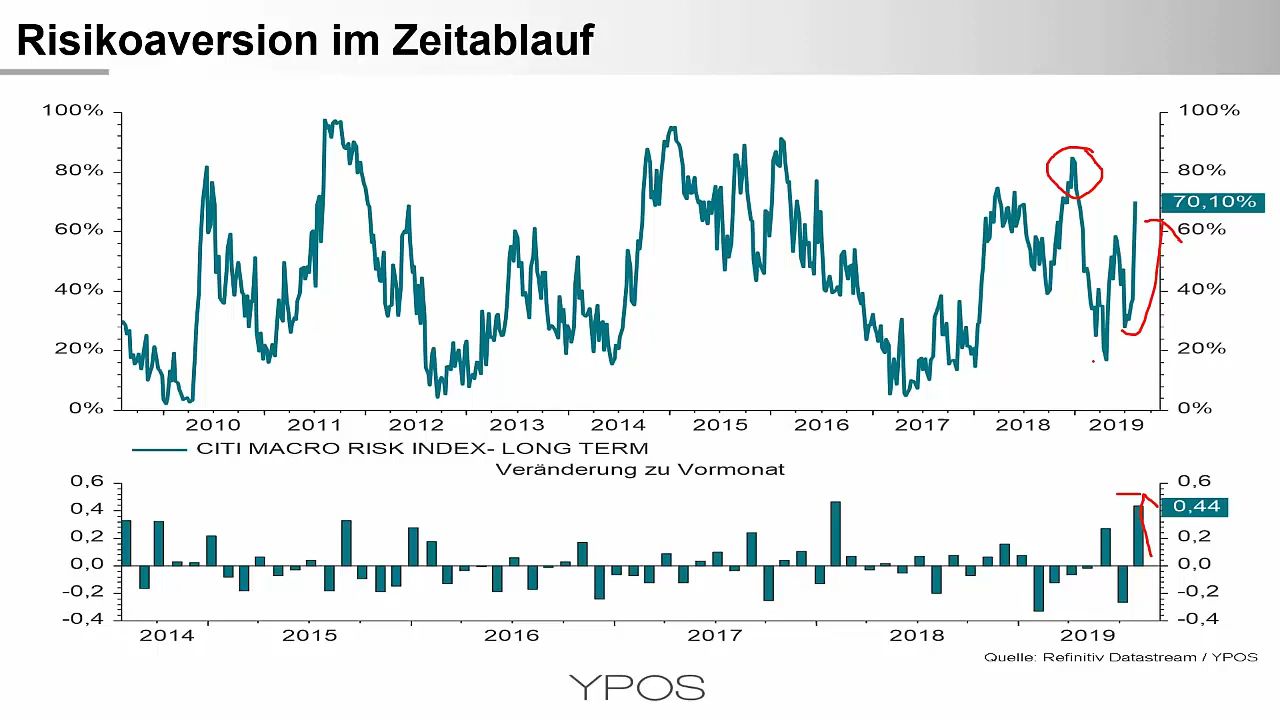 Risikoaversion im Zeitablauf
100% 100%
80% 80%
70,10%
60% 60%
40% 40%
20% 20%
0% 0%
2010 2011 2012 2013 2014 2015 2016 2017 2018 2019
CITI MACRO RISK INDEX- LONG TERM
Veränderung zu Vormonat
0,6 0,6
0,4 0,44
0,2 0,2
0,0 0,0
-0,2 -0,2
-0,4 -0,4
2014 2015 2016 2017 2018 2019
Quelle: Refinitiv Datastream / YPOS
YPOS